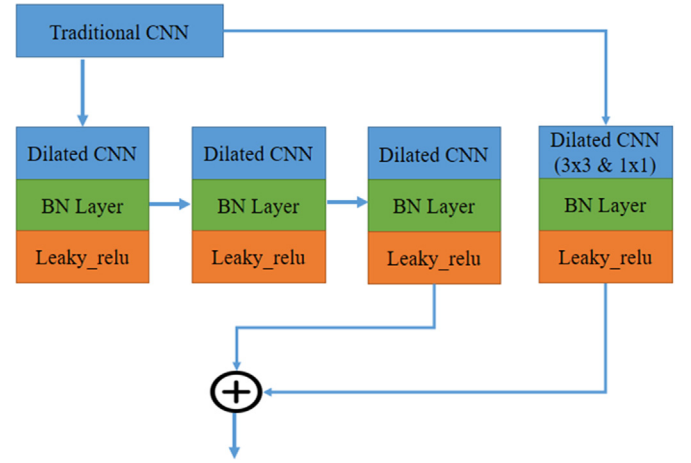 Traditional CNN
Dilated CNN
BN Layer
Leaky_relu
Dilated CNN
BN Layer
Leaky_relu
Dilated CNN
BN Layer
Leaky_relu
Dilated CNN
(3x3 & 1x1)
BN Layer
Leaky_relu
+